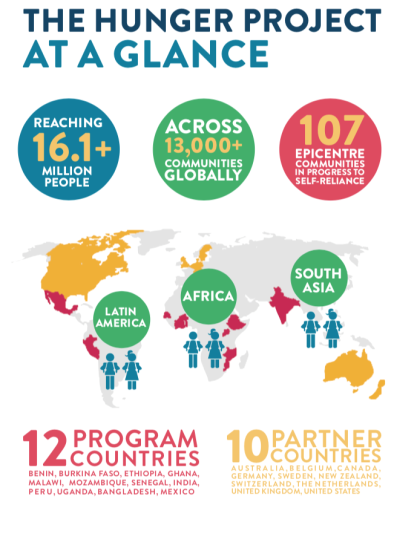 THE HUNGER PROJECT
AT A GLANCE
REACHING
16.1+
MILLION
PEOPLE
ACROSS
13,000+
COMMUNITIES
GLOBALLY
107
EPICENTRE
COMMUNITIES
IN PROGRESS TO
SELF-RELIANCE
LATIN
AMERICA
AFRICA
SOUTH
ASIA
12 PROGRAM
COUNTRIES
BENIN, BURKINA FASO, ETHIOPIA, GHANA,
MALAWI, MOZAMBIQUE, SENEGAL, INDIA,
PERU, UGANDA, BANGLADESH, MEXICO
10 PARTNER
COUNTRIES
AUSTRALIA, BELGIUM, CANADA,
GERMANY, SWEDEN, NEW ZEALAND,
SWITZERLAND, THE NETHERLANDS,
UNITED KINGDOM, UNITED STATES